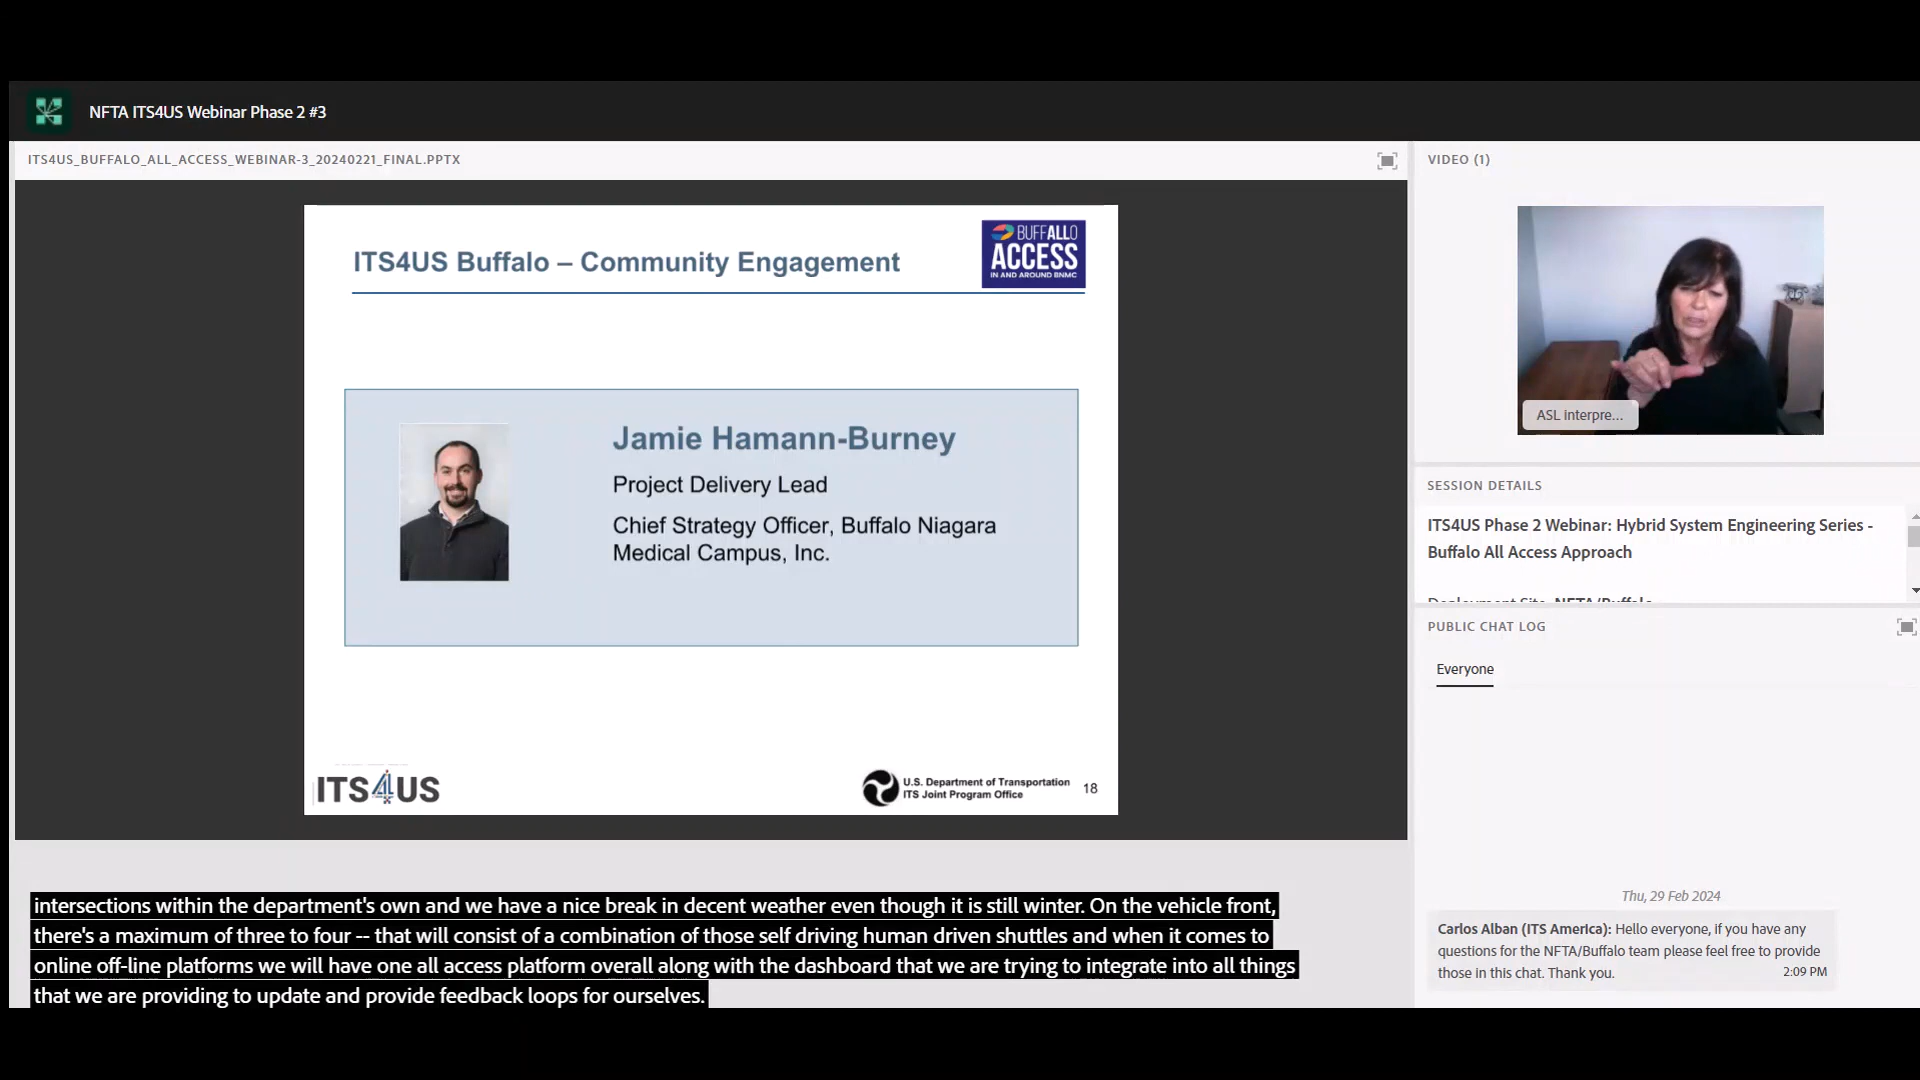 NFTA ITS4US Webinar Phase 2 #3
ITS4US_BUFFALO_ALL_ACCESS_WEBINAR-3_20240221_FINAL.PPTX
ITS4US Buffalo – Community Engagement
BUFFALLO
ACCESS
IN AND AROUND BNMC
Jamie Hamann-Burney
Project Delivery Lead
Chief Strategy Officer, Buffalo Niagara
Medical Campus, Inc.
ITS4US
U.S. Department of Transportation
ITS Joint Program Office
18
intersections within the department's own and we have a nice break in decent weather even though it is still winter. On the vehicle front,
there's a maximum of three to four -- that will consist of a combination of those self driving human driven shuttles and when it comes to
online off-line platforms we will have one all access platform overall along with the dashboard that we are trying to integrate into all things
that we are providing to update and provide feedback loops for ourselves.
VIDEO (1)
ASL interpre...
SESSION DETAILS
ITS4US Phase 2 Webinar: Hybrid System Engineering Series -
Buffalo All Access Approach
Deployment Site: NFTA/Buffalo
PUBLIC CHAT LOG
Everyone
Thu, 29 Feb 2024
Carlos Alban (ITS America): Hello everyone, if you have any
questions for the NFTA/Buffalo team please feel free to provide
those in this chat. Thank you.
2:09 PM